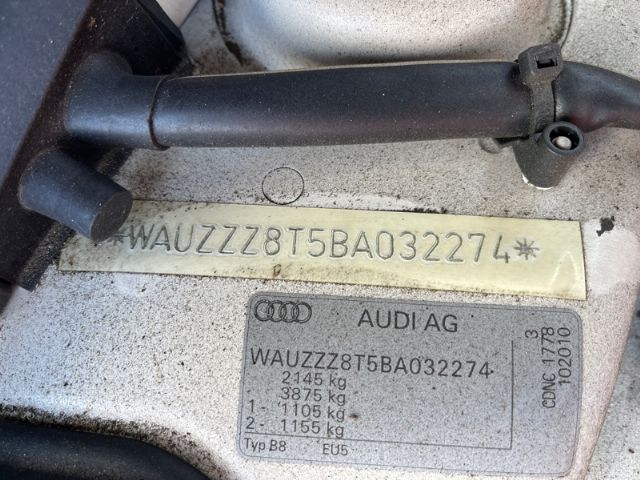 *WAUZZZ8T5BA032274*
AUDI AG
WAUZZZ8T5BA032274
2145 kg
3875 kg
1- 1105 kg
2- 1155 kg
Typ B8 EU5
3
CDNC 1778
102010